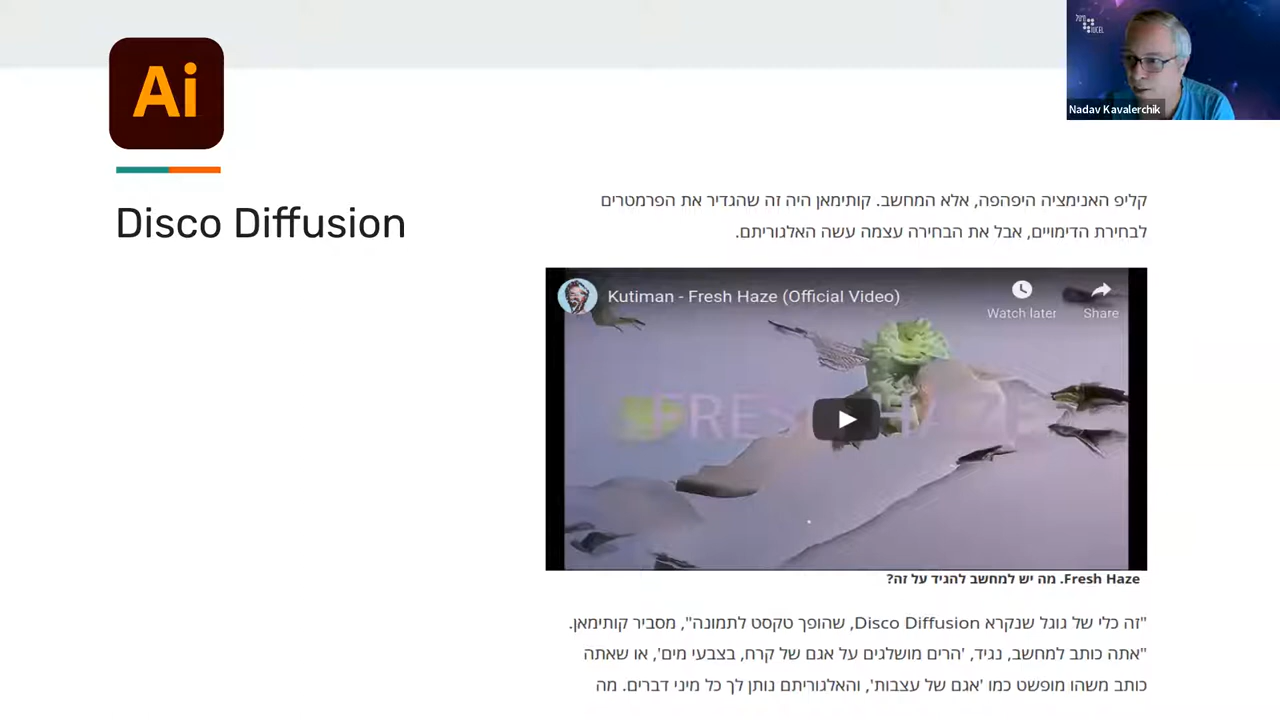 Ai
Disco Diffusion
Nadav Kavalerchik
קליפ האנימציה היפהפה, אלא המחשב. קותימאן היה זה שהגדיר את הפרמטרים
לבחירת הדימויים, אבל את הבחירה עצמה עשה האלגוריתם.
Kutiman - Fresh Haze (Official Video)
Watch later
Share
FRESH HAZE
Fresh Haze. מה יש למחשב להגיד על זה?
"זה כלי של גוגל שנקרא Disco Diffusion, שהופך טקסט לתמונה", מסביר קותימאן.
"אתה כותב למחשב, נגיד, 'הרים מושלגים על אגם של קרח, בצבעי מים', או שאתה
כותב משהו מופשט כמו 'אגם של עצבות', והאלגוריתם נותן לך כל מיני דברים. מה